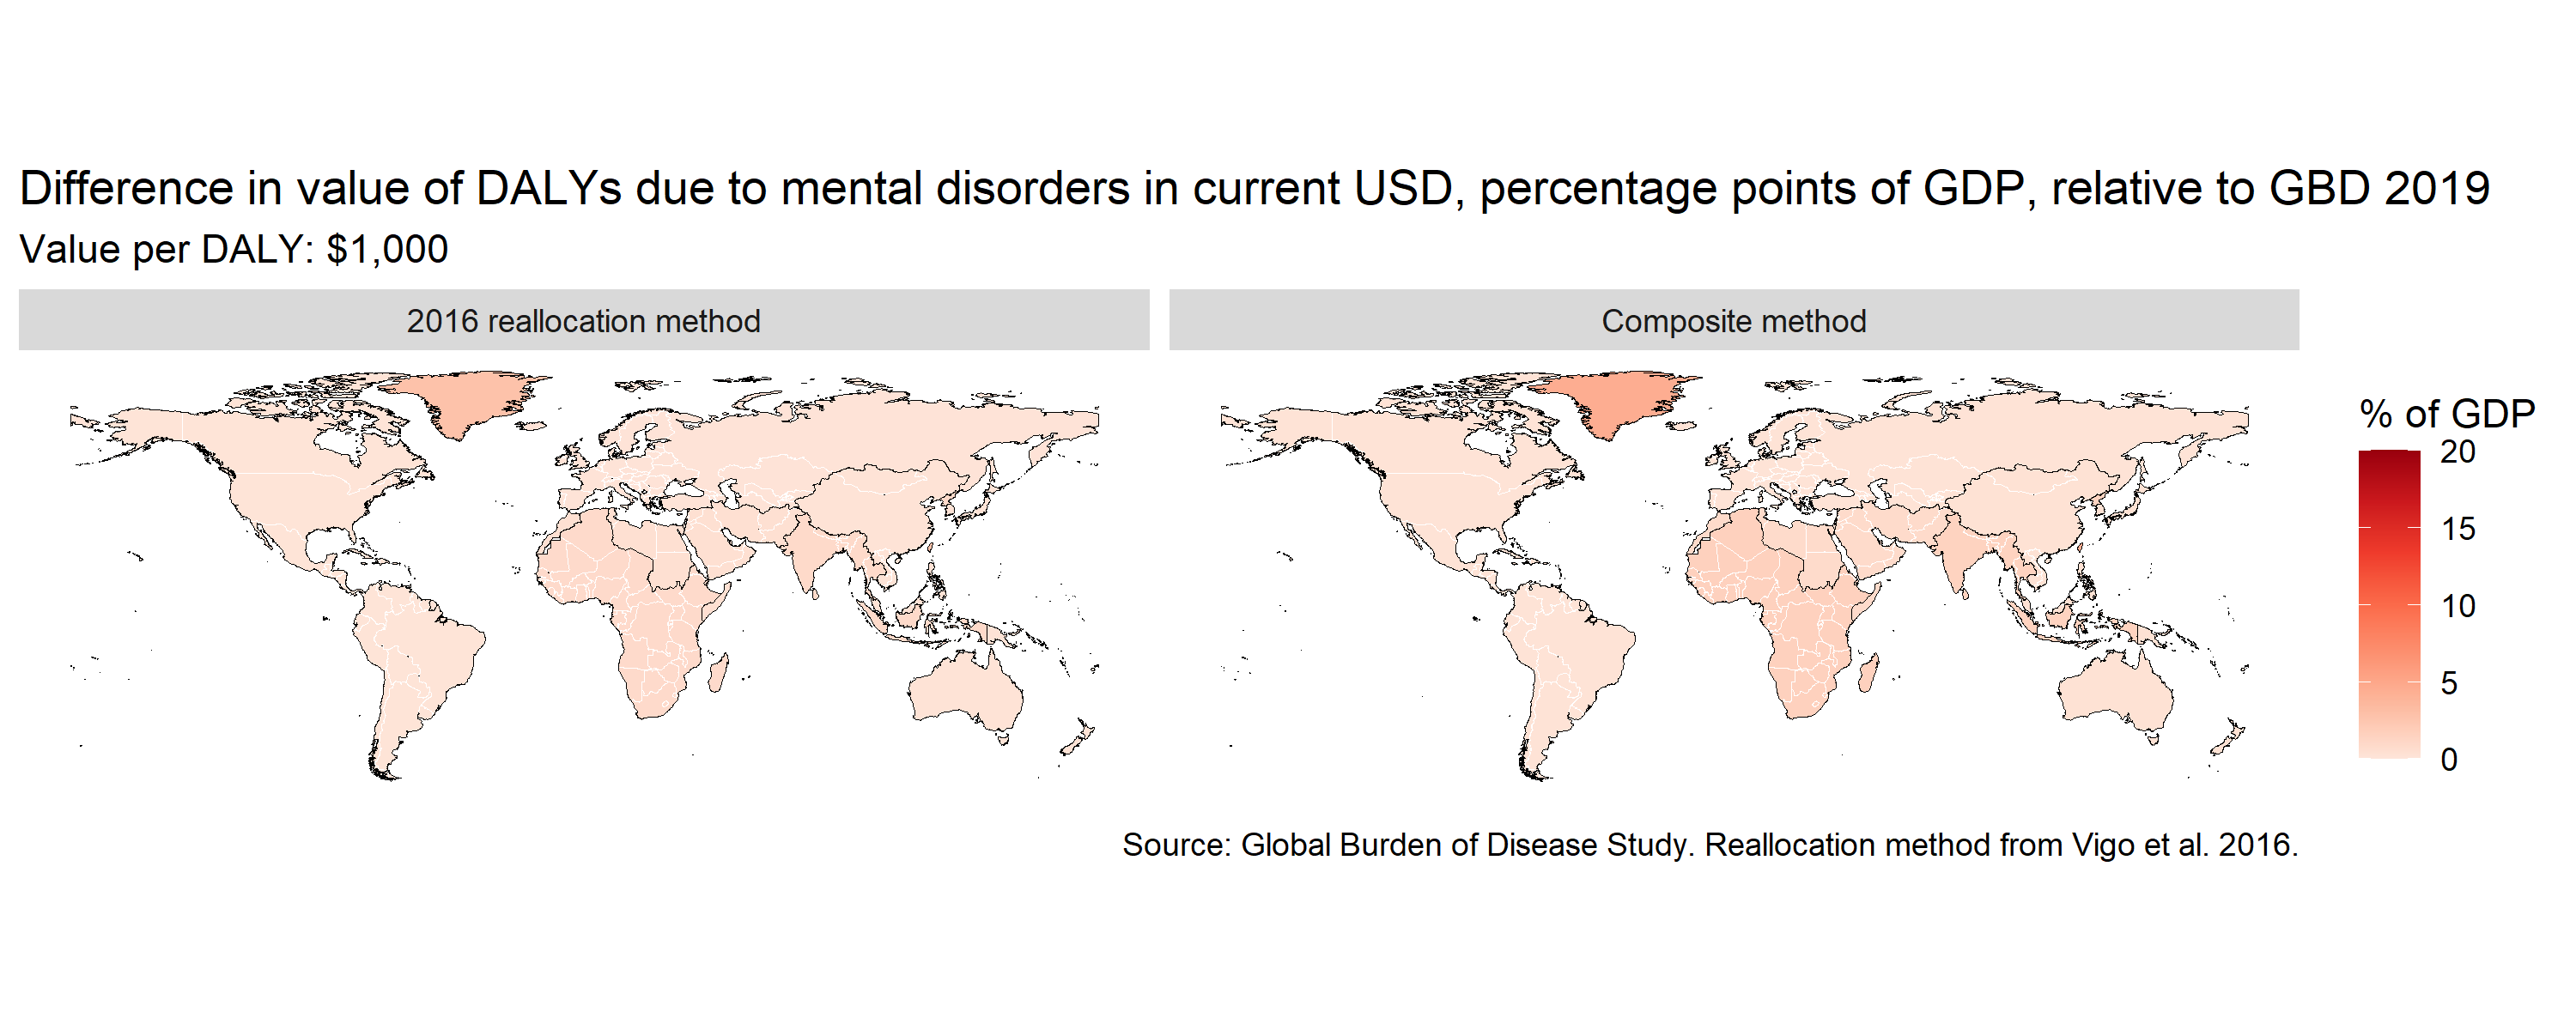 Difference in value of DALYs due to mental disorders in current USD, percentage points of GDP, relative to GBD 2019
Value per DALY: $1,000
2016 reallocation method
Composite method
% of GDP
20
15
10
5
0
Source: Global Burden of Disease Study. Reallocation method from Vigo et al. 2016.